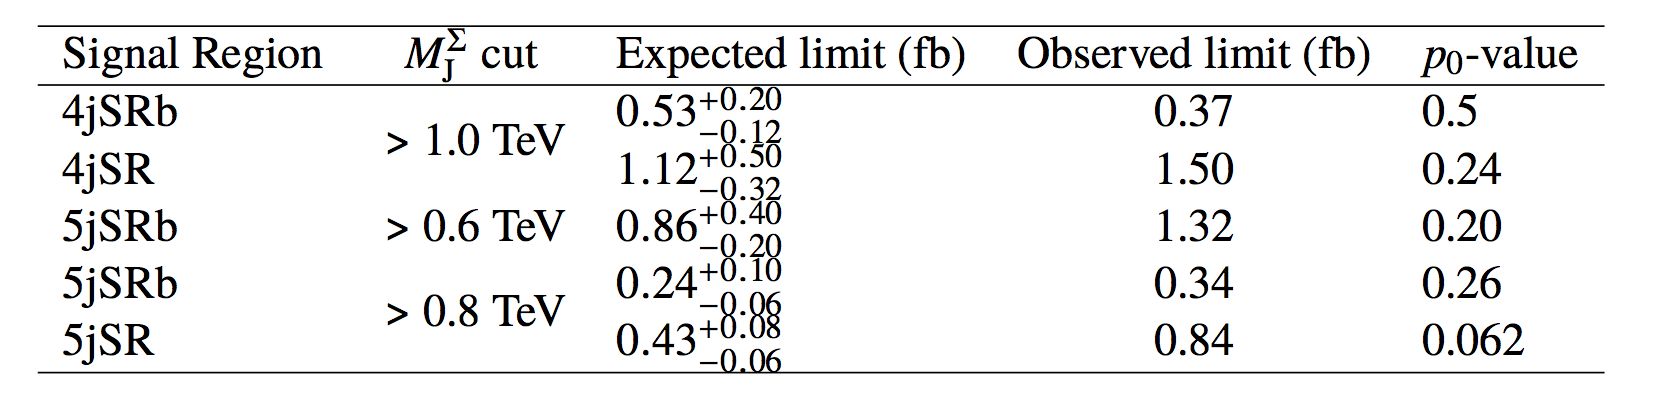 Signal Region M_J^Σ cut Expected limit (fb) Observed limit (fb) p_0-value
4jSRb > 1.0 TeV 0.53^{+0.20}_{−0.12} 0.37 0.5
4jSR 1.12^{+0.50}_{−0.32} 1.50 0.24
5jSRb > 0.6 TeV 0.86^{+0.40}_{−0.20} 1.32 0.20
5jSRb > 0.8 TeV 0.24^{+0.10}_{−0.06} 0.34 0.26
5jSR 0.43^{+0.08}_{−0.06} 0.84 0.062